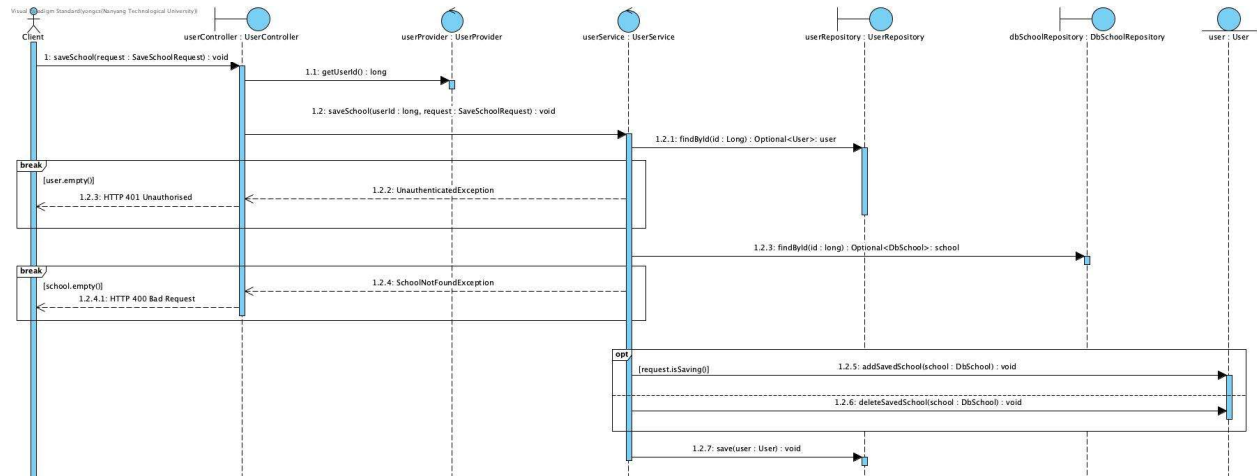 Visual Paradigm Standard(yongce(Nanyang Technological University))
Client
userController : UserController
userProvider : UserProvider
userService : UserService
userRepository : UserRepository
dbSchoolRepository : DbSchoolRepository
user : User
1: saveSchool(request : SaveSchoolRequest) : void
1.1: getUserId() : long
1.2: saveSchool(userId : long, request : SaveSchoolRequest) : void
1.2.1: findById(id : Long) : Optional<User>: user
break
[user.empty()]
1.2.2: UnauthenticatedException
1.2.3: HTTP 401 Unauthorised
1.2.3: findById(id : long) : Optional<DbSchool>: school
break
[school.empty()]
1.2.4: SchoolNotFoundException
1.2.4.1: HTTP 400 Bad Request
opt
[request.isSaving()]
1.2.5: addSavedSchool(school : DbSchool) : void
1.2.6: deleteSavedSchool(school : DbSchool) : void
1.2.7: save(user : User) : void